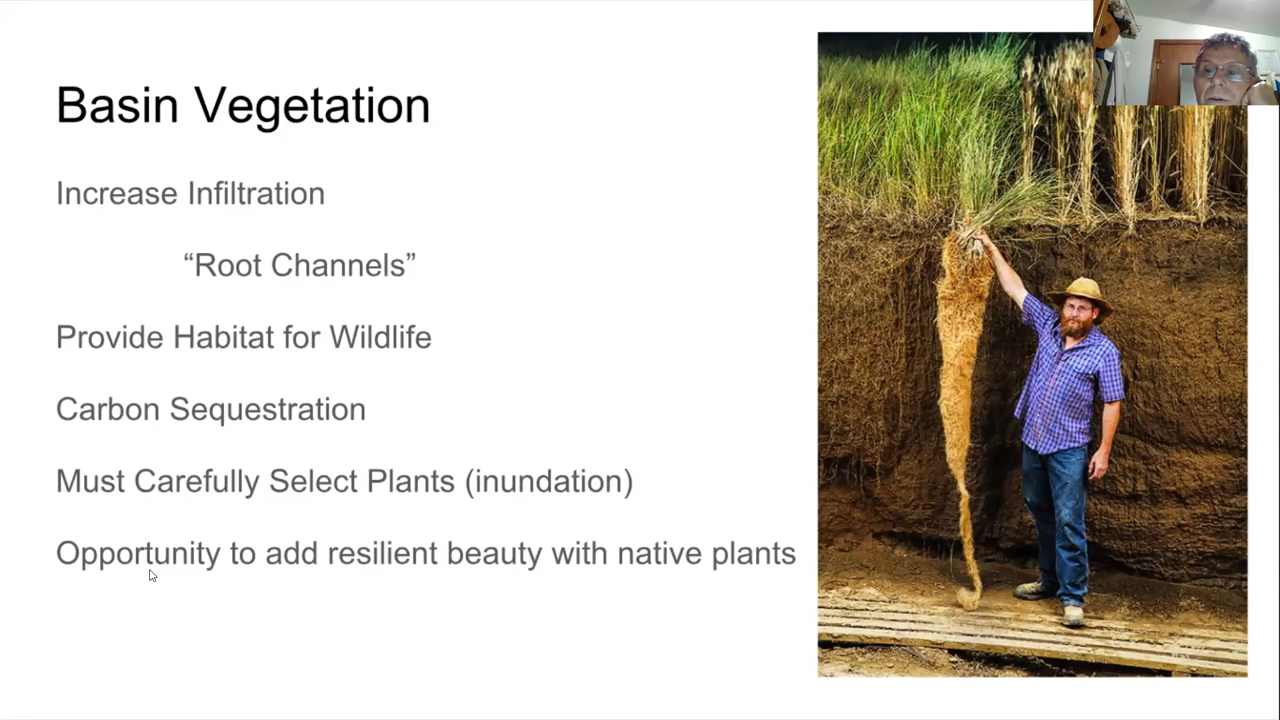 Basin Vegetation
Increase Infiltration
“Root Channels”
Provide Habitat for Wildlife
Carbon Sequestration
Must Carefully Select Plants (inundation)
Opportunity to add resilient beauty with native plants